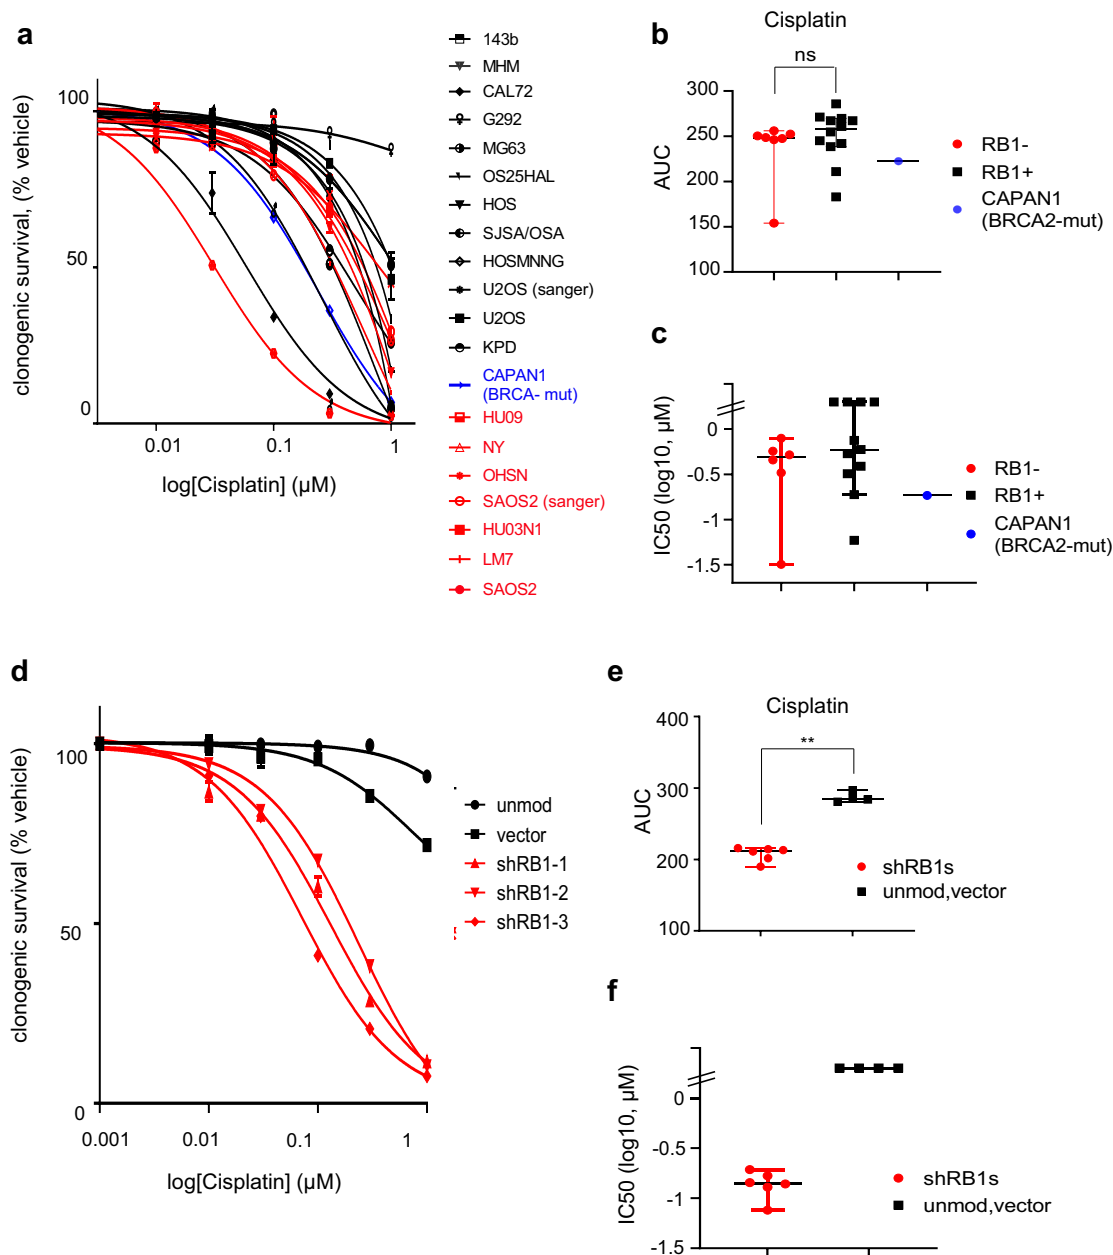 a
clonogenic survival, (% vehicle)
100
50
0
0.01
0.1
1
log[Cisplatin] (µM)
143b
MHM
CAL72
G292
MG63
OS25HAL
HOS
SJSA/OSA
HOSMNNG
U2OS (sanger)
U2OS
KPD
CAPAN1
(BRCA- mut)
HU09
NY
OHSN
SAOS2 (sanger)
HU03N1
LM7
SAOS2
b
Cisplatin
ns
AUC
300
250
200
150
100
RB1-
RB1+
CAPAN1
(BRCA2-mut)
c
IC50 (log10, µM)
0
-0.5
-1
-1.5
RB1-
RB1+
CAPAN1
(BRCA2-mut)
d
clonogenic survival (% vehicle)
100
50
0
0.001
0.01
0.1
1
log[Cisplatin] (µM)
unmod
vector
shRB1-1
shRB1-2
shRB1-3
e
Cisplatin
**
AUC
400
300
200
100
shRB1s
unmod,vector
f
IC50 (log10, µM)
0
-0.5
-1
-1.5
shRB1s
unmod,vector